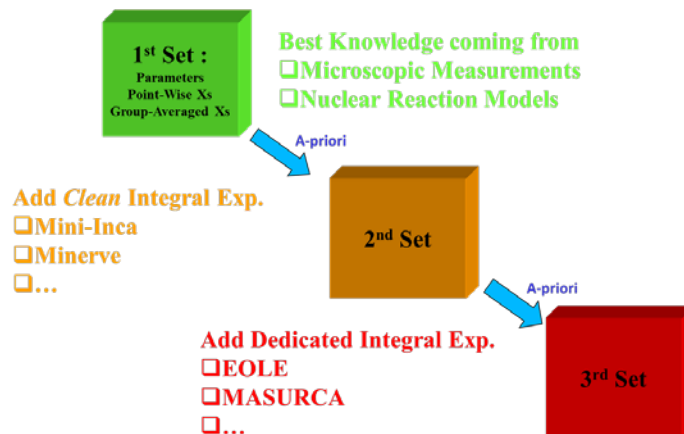 1st Set :
Parameters
Point-Wise Xs
Group-Averaged Xs
Best Knowledge coming from
❑Microscopic Measurements
❑Nuclear Reaction Models
A-priori
Add Clean Integral Exp.
❑Mini-Inca
❑Minerve
❑…
2nd Set
A-priori
Add Dedicated Integral Exp.
❑EOLE
❑MASURCA
❑…
3rd Set